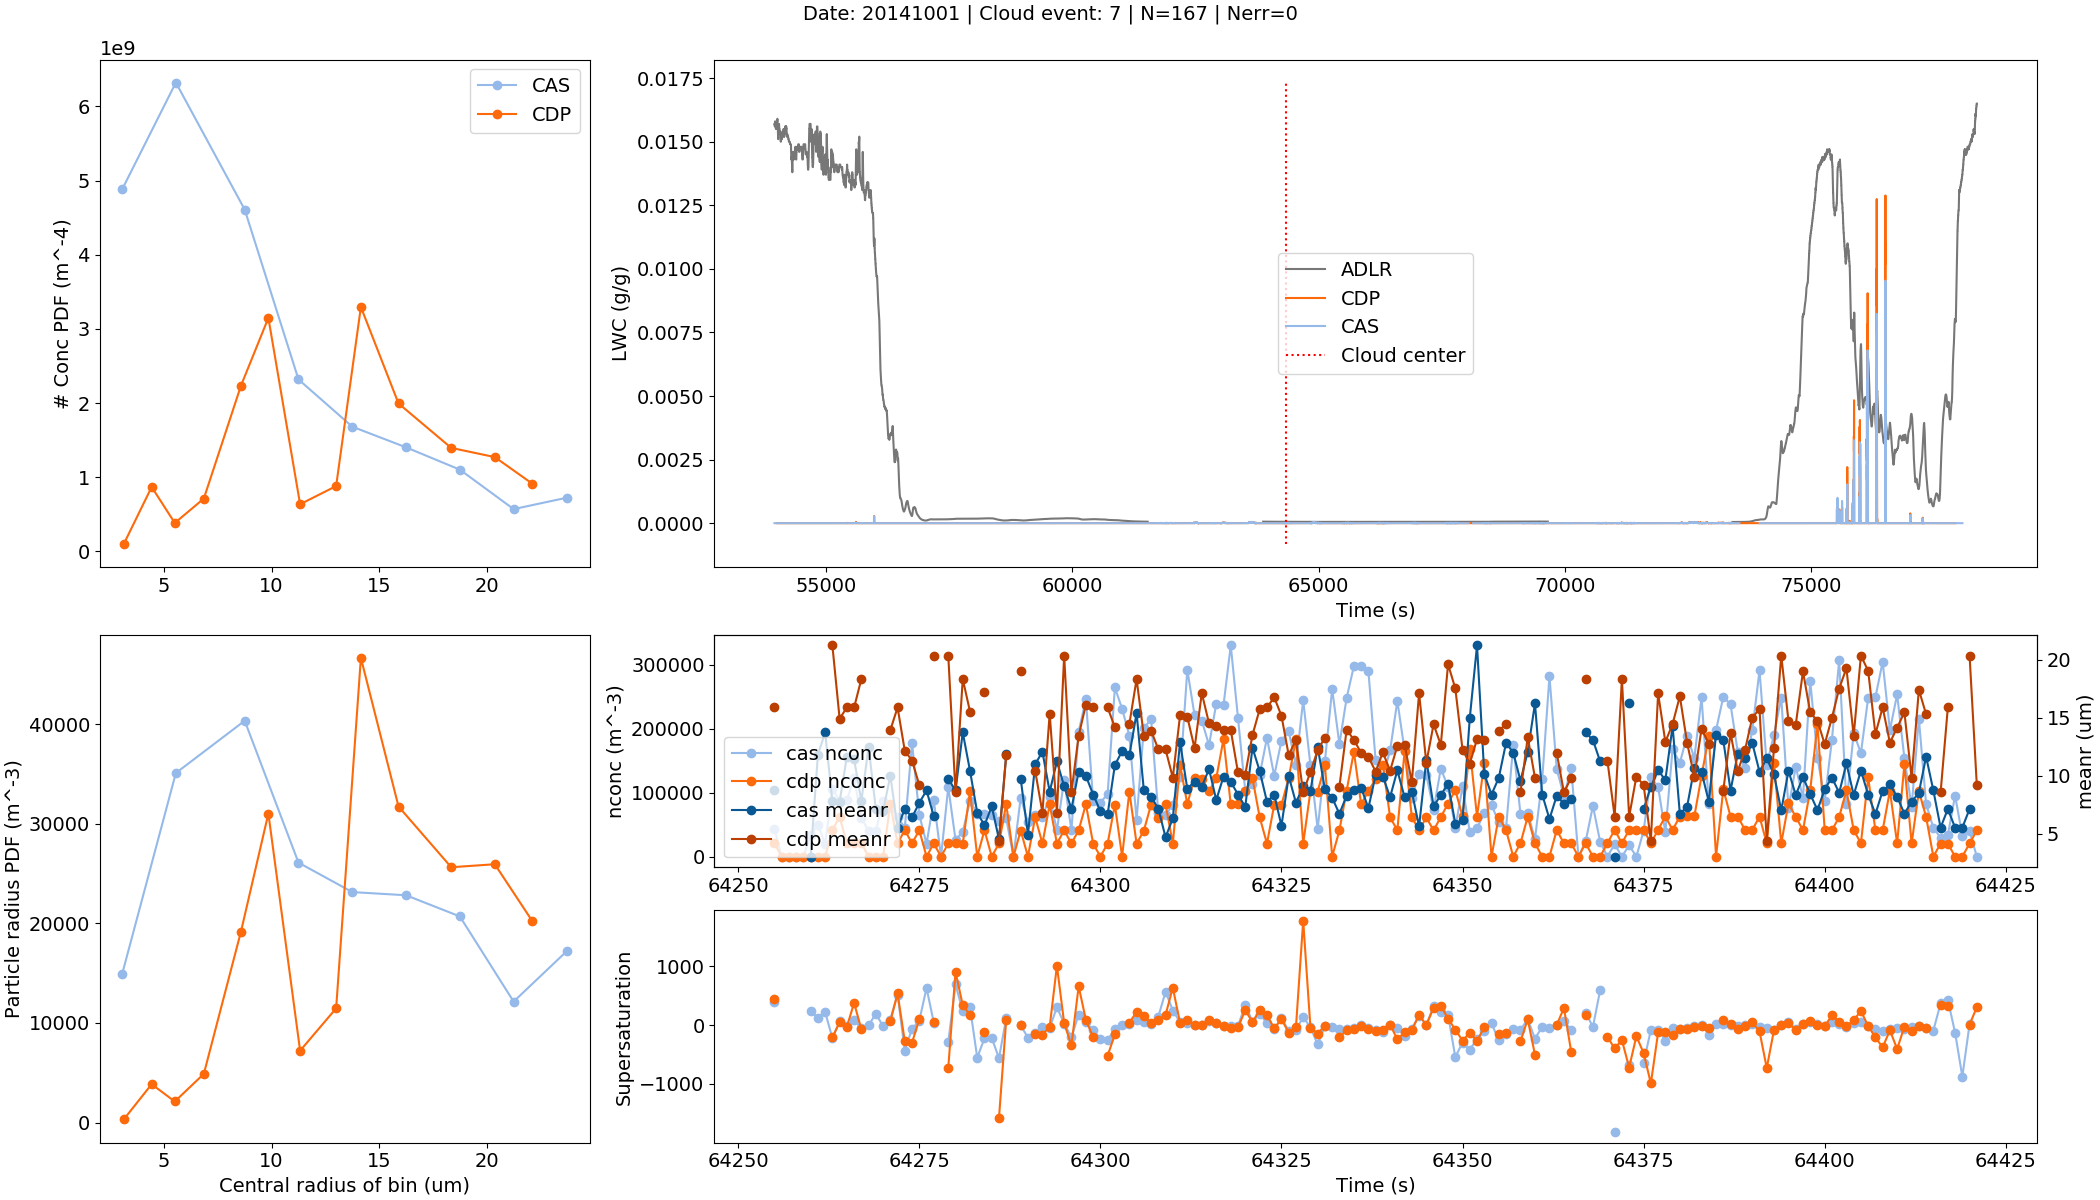 Date: 20141001 | Cloud event: 7 | N=167 | Nerr=0
1e9
6
5
4
3
2
1
0
# Conc PDF (m^-4)
CAS
CDP
5
10
15
20
0.0175
0.0150
0.0125
0.0100
0.0075
0.0050
0.0025
0.0000
LWC (g/g)
ADLR
CDP
CAS
Cloud center
55000
60000
65000
70000
75000
Time (s)
40000
30000
20000
10000
0
Particle radius PDF (m^-3)
5
10
15
20
Central radius of bin (um)
300000
200000
100000
0
nconc (m^-3)
cas nconc
cdp nconc
cas meanr
cdp meanr
20
15
10
5
meanr (um)
64250
64275
64300
64325
64350
64375
64400
64425
1000
0
−1000
Supersaturation
64250
64275
64300
64325
64350
64375
64400
64425
Time (s)